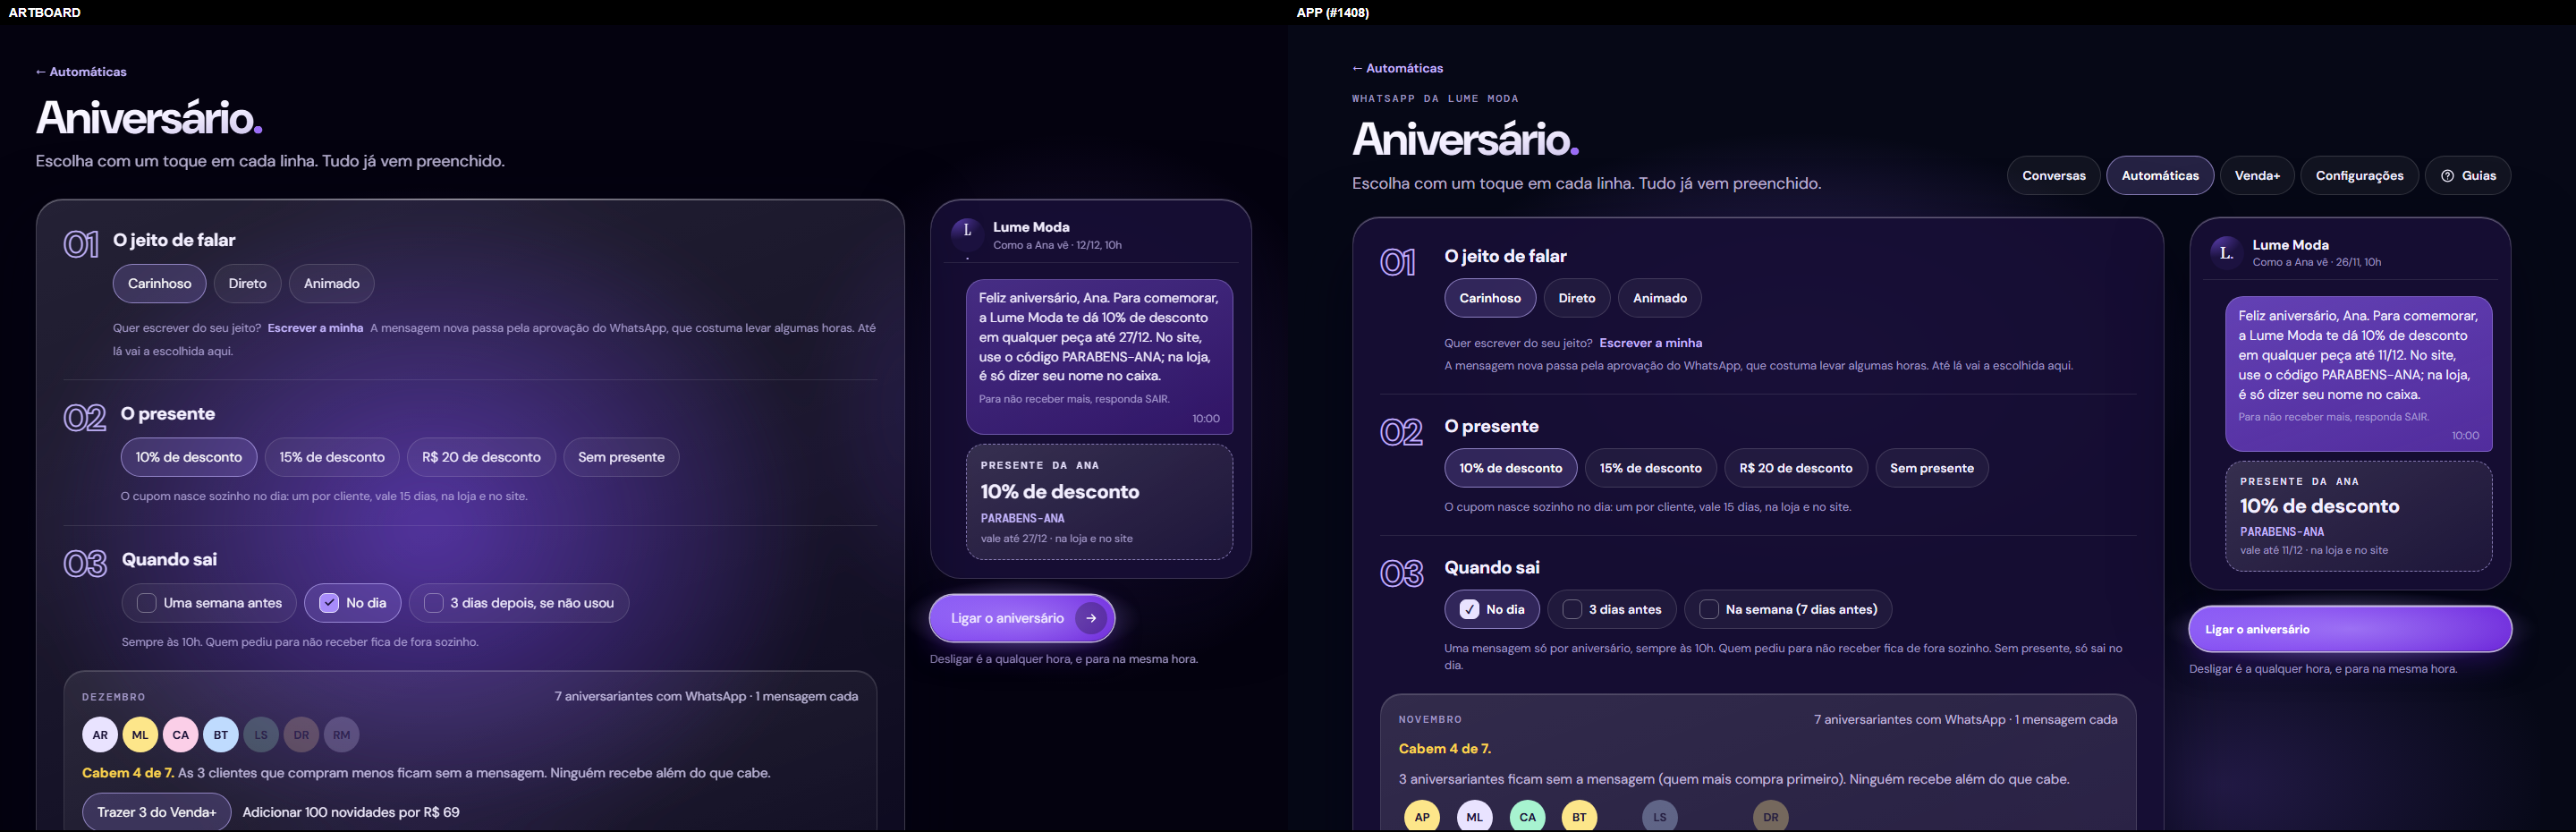 ARTBOARD
← Automáticas
Aniversário.
Escolha com um toque em cada linha. Tudo já vem preenchido.
01
O jeito de falar
Carinhoso
Direto
Animado
Quer escrever do seu jeito? Escrever a minha A mensagem nova passa pela aprovação do WhatsApp, que costuma levar algumas horas. Até
lá vai a escolhida aqui.
02
O presente
10% de desconto
15% de desconto
R$ 20 de desconto
Sem presente
O cupom nasce sozinho no dia: um por cliente, vale 15 dias, na loja e no site.
03
Quando sai
Uma semana antes
No dia
3 dias depois, se não usou
Sempre às 10h. Quem pediu para não receber fica de fora sozinho.
DEZEMBRO
7 aniversariantes com WhatsApp · 1 mensagem cada
AR ML CA BT LS DR RM
Cabem 4 de 7. As 3 clientes que compram menos ficam sem a mensagem. Ninguém recebe além do que cabe.
Trazer 3 do Venda+
Adicionar 100 novidades por R$ 69
L
.
Lume Moda
Como a Ana vê · 12/12, 10h
Feliz aniversário, Ana. Para comemorar,
a Lume Moda te dá 10% de desconto
em qualquer peça até 27/12. No site,
use o código PARABENS-ANA; na loja,
é só dizer seu nome no caixa.
Para não receber mais, responda SAIR.
10:00
PRESENTE DA ANA
10% de desconto
PARABENS-ANA
vale até 27/12 · na loja e no site
Ligar o aniversário →
Desligar é a qualquer hora, e para na mesma hora.
APP (#1408)
← Automáticas
WHATSAPP DA LUME MODA
Aniversário.
Escolha com um toque em cada linha. Tudo já vem preenchido.
Conversas
Automáticas
Venda+
Configurações
Guias
01
O jeito de falar
Carinhoso
Direto
Animado
Quer escrever do seu jeito? Escrever a minha
A mensagem nova passa pela aprovação do WhatsApp, que costuma levar algumas horas. Até lá vai a escolhida aqui.
02
O presente
10% de desconto
15% de desconto
R$ 20 de desconto
Sem presente
O cupom nasce sozinho no dia: um por cliente, vale 15 dias, na loja e no site.
03
Quando sai
No dia
3 dias antes
Na semana (7 dias antes)
Uma mensagem só por aniversário, sempre às 10h. Quem pediu para não receber fica de fora sozinho. Sem presente, só sai no
dia.
NOVEMBRO
7 aniversariantes com WhatsApp · 1 mensagem cada
Cabem 4 de 7.
3 aniversariantes ficam sem a mensagem (quem mais compra primeiro). Ninguém recebe além do que cabe.
AP ML CA BT LS DR
L.
Lume Moda
Como a Ana vê · 26/11, 10h
Feliz aniversário, Ana. Para comemorar,
a Lume Moda te dá 10% de desconto
em qualquer peça até 11/12. No site,
use o código PARABENS-ANA; na loja,
é só dizer seu nome no caixa.
Para não receber mais, responda SAIR.
10:00
PRESENTE DA ANA
10% de desconto
PARABENS-ANA
vale até 11/12 · na loja e no site
Ligar o aniversário
Desligar é a qualquer hora, e para na mesma hora.